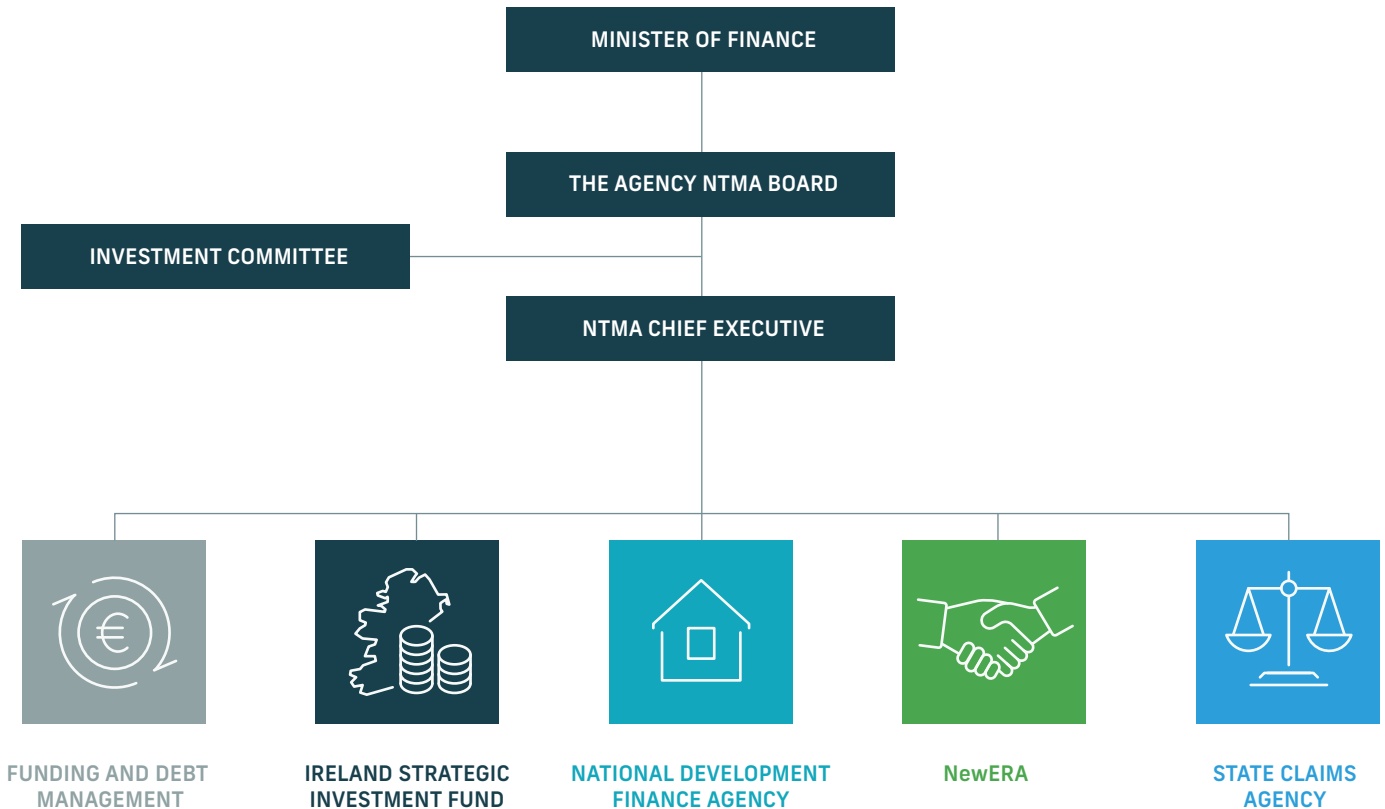 MINISTER OF FINANCE
THE AGENCY NTMA BOARD
INVESTMENT COMMITTEE
NTMA CHIEF EXECUTIVE
€
FUNDING AND DEBT
MANAGEMENT
IRELAND STRATEGIC
INVESTMENT FUND
NATIONAL DEVELOPMENT
FINANCE AGENCY
NewERA
STATE CLAIMS
AGENCY